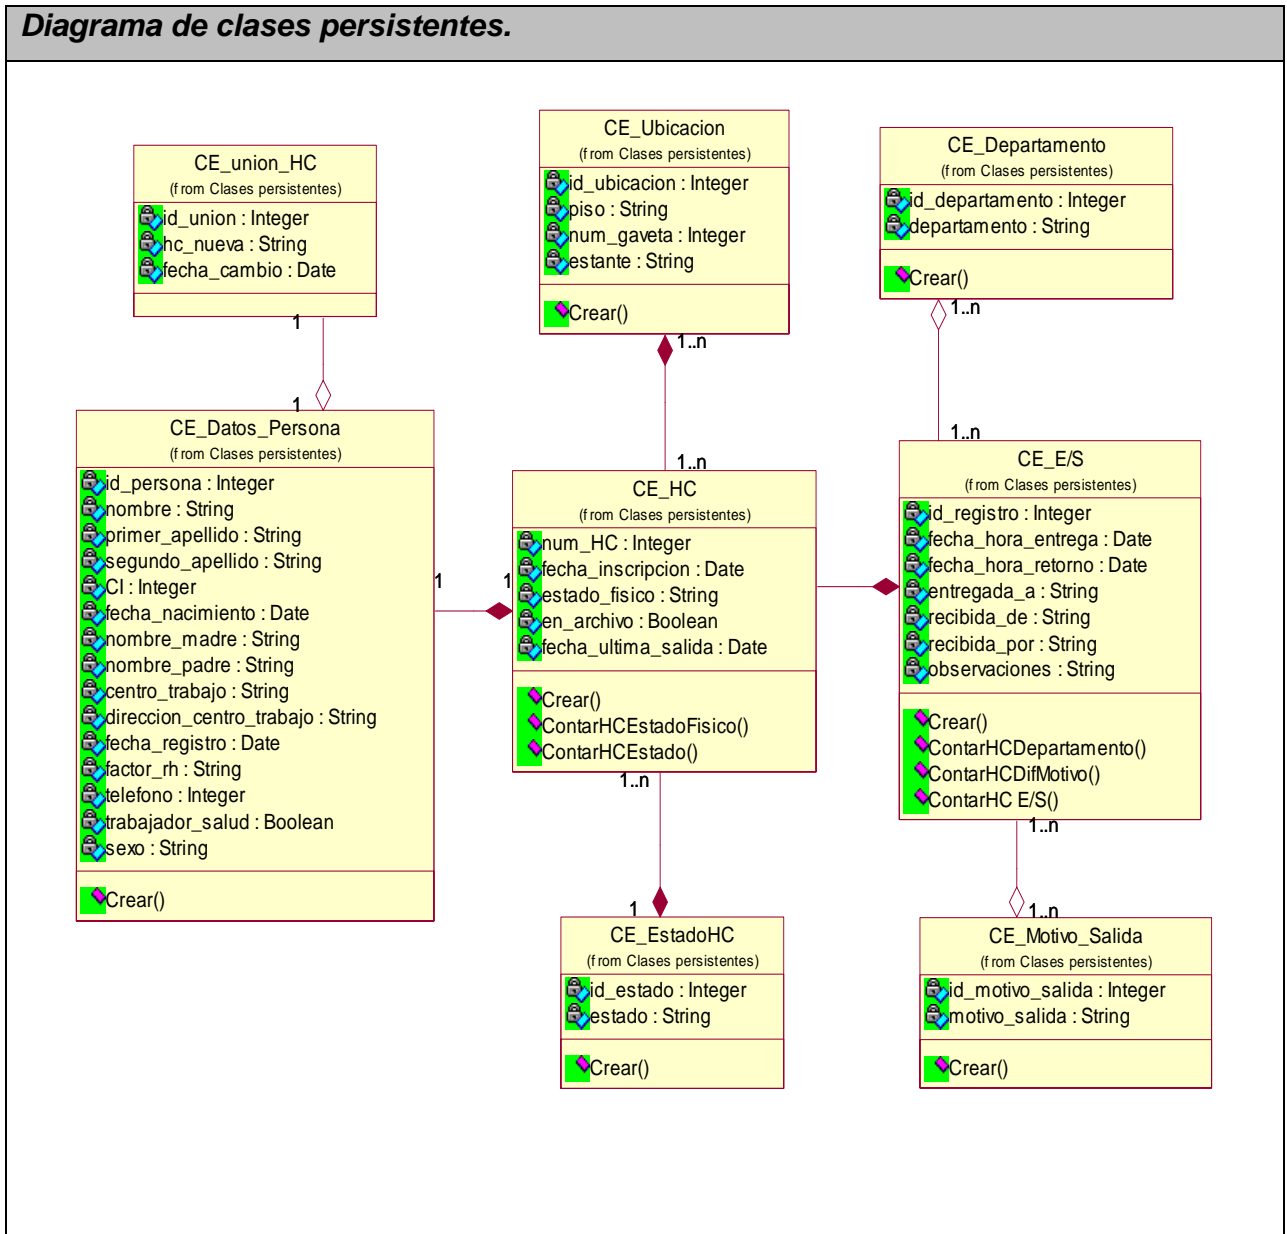 Diagrama de clases persistentes.
CE_union_HC
(from Clases persistentes)
id_union : Integer
hc_nueva : String
fecha_cambio : Date
1
1
CE_Ubicacion
(from Clases persistentes)
id_ubicacion : Integer
piso : String
num_gaveta : Integer
estante : String
Crear()
1..n
1..n
CE_Departamento
(from Clases persistentes)
id_departamento : Integer
departamento : String
Crear()
1..n
1..n
CE_Datos_Persona
(from Clases persistentes)
id_persona : Integer
nombre : String
primer_apellido : String
segundo_apellido : String
CI : Integer
fecha_nacimiento : Date
nombre_madre : String
nombre_padre : String
centro_trabajo : String
direccion_centro_trabajo : String
fecha_registro : Date
factor_rh : String
telefono : Integer
trabajador_salud : Boolean
sexo : String
Crear()
1
1
CE_HC
(from Clases persistentes)
num_HC : Integer
fecha_inscripcion : Date
estado_fisico : String
en_archivo : Boolean
fecha_ultima_salida : Date
Crear()
ContarHCEstadoFisico()
ContarHCEstado()
1..n
1
CE_E/S
(from Clases persistentes)
id_registro : Integer
fecha_hora_entrega : Date
fecha_hora_retorno : Date
entregada_a : String
recibida_de : String
recibida_por : String
observaciones : String
Crear()
ContarHCDepartamento()
ContarHCDifMotivo()
ContarHC E/S()
1..n
1..n
CE_EstadoHC
(from Clases persistentes)
id_estado : Integer
estado : String
Crear()
CE_Motivo_Salida
(from Clases persistentes)
id_motivo_salida : Integer
motivo_salida : String
Crear()